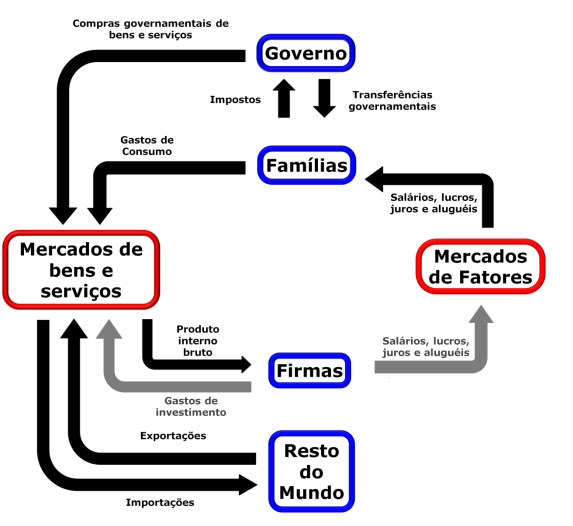 Compras governamentais de
bens e serviços
Governo
Impostos
Transferências
governamentais
Gastos de
Consumo
Famílias
Salários, lucros,
juros e aluguéis
Mercados de
bens e
serviços
Mercados
de Fatores
Produto
interno
bruto
Firmas
Salários, lucros,
juros e aluguéis
Gastos de
investimento
Exportações
Resto
do
Mundo
Importações